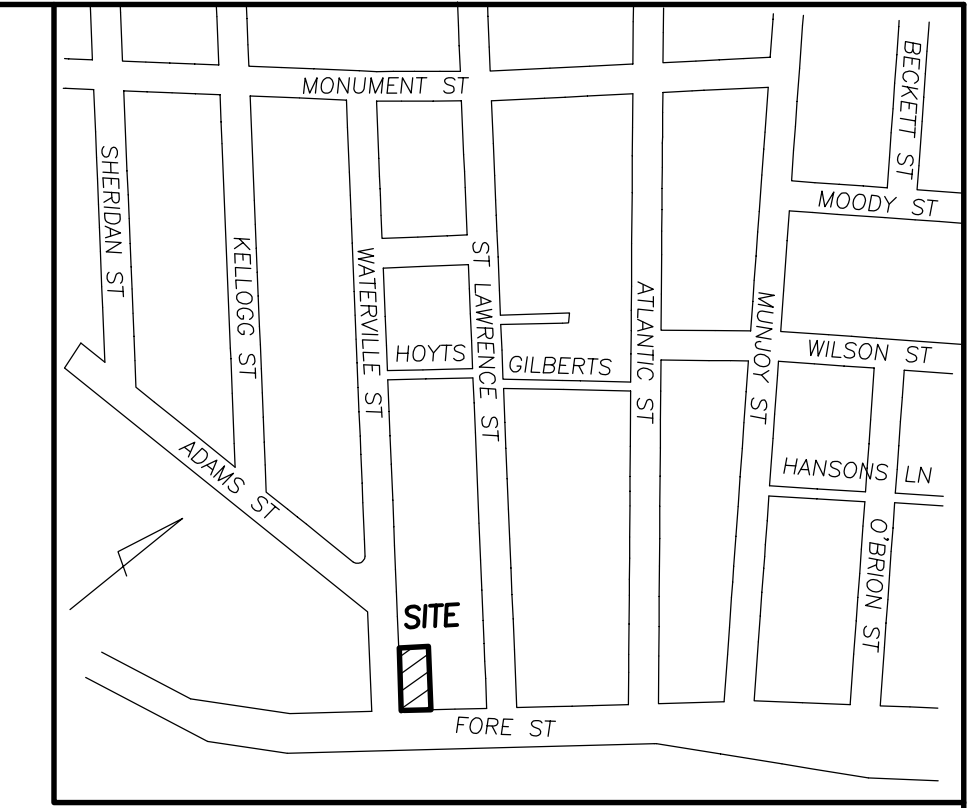 BECKETT ST
MONUMENT ST
MOODY ST
SHERIDAN ST
KELLOGG ST
WATERVILLE ST
ST LAWRENCE ST
ATLANTIC ST
MUNJOY ST
HOYTS
GILBERTS
WILSON ST
ADAMS ST
HANSONS LN
O'BRION ST
SITE
FORE ST